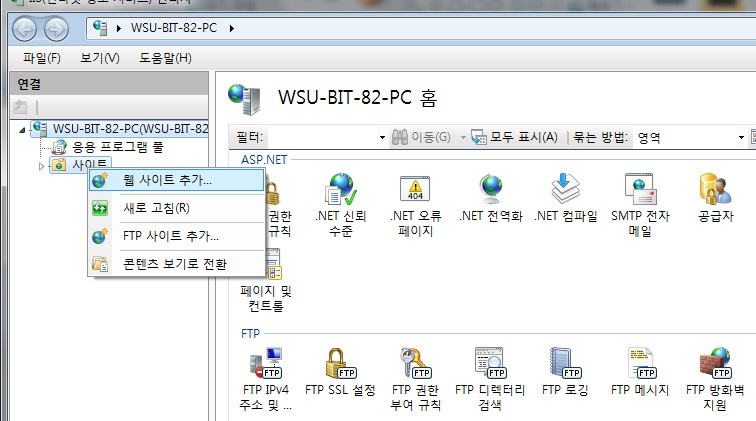 WSU-BIT-82-PC
파일(F) 보기(V) 도움말(H)
연결
WSU-BIT-82-PC(WSU-BIT-82
응용 프로그램 풀
사이트
웹 사이트 추가...
새로 고침(R)
FTP 사이트 추가...
콘텐츠 보기로 전환
WSU-BIT-82-PC 홈
필터: 이동(G) 모두 표시(A) 묶는 방법: 영역
ASP.NET
권한 .NET 신뢰 .NET 오류 .NET 전역화 .NET 컴파일 SMTP 전자 공급자
규칙 수준 페이지 메일
404
페이지 및
컨트롤
FTP
FTP FTP FTP FTP FTP FTP FTP
FTP IPv4 FTP SSL 설정 FTP 권한 FTP 디렉터리 FTP 로깅 FTP 메시지 FTP 방화벽
주소 및 ... 부여 규칙 검색 지원